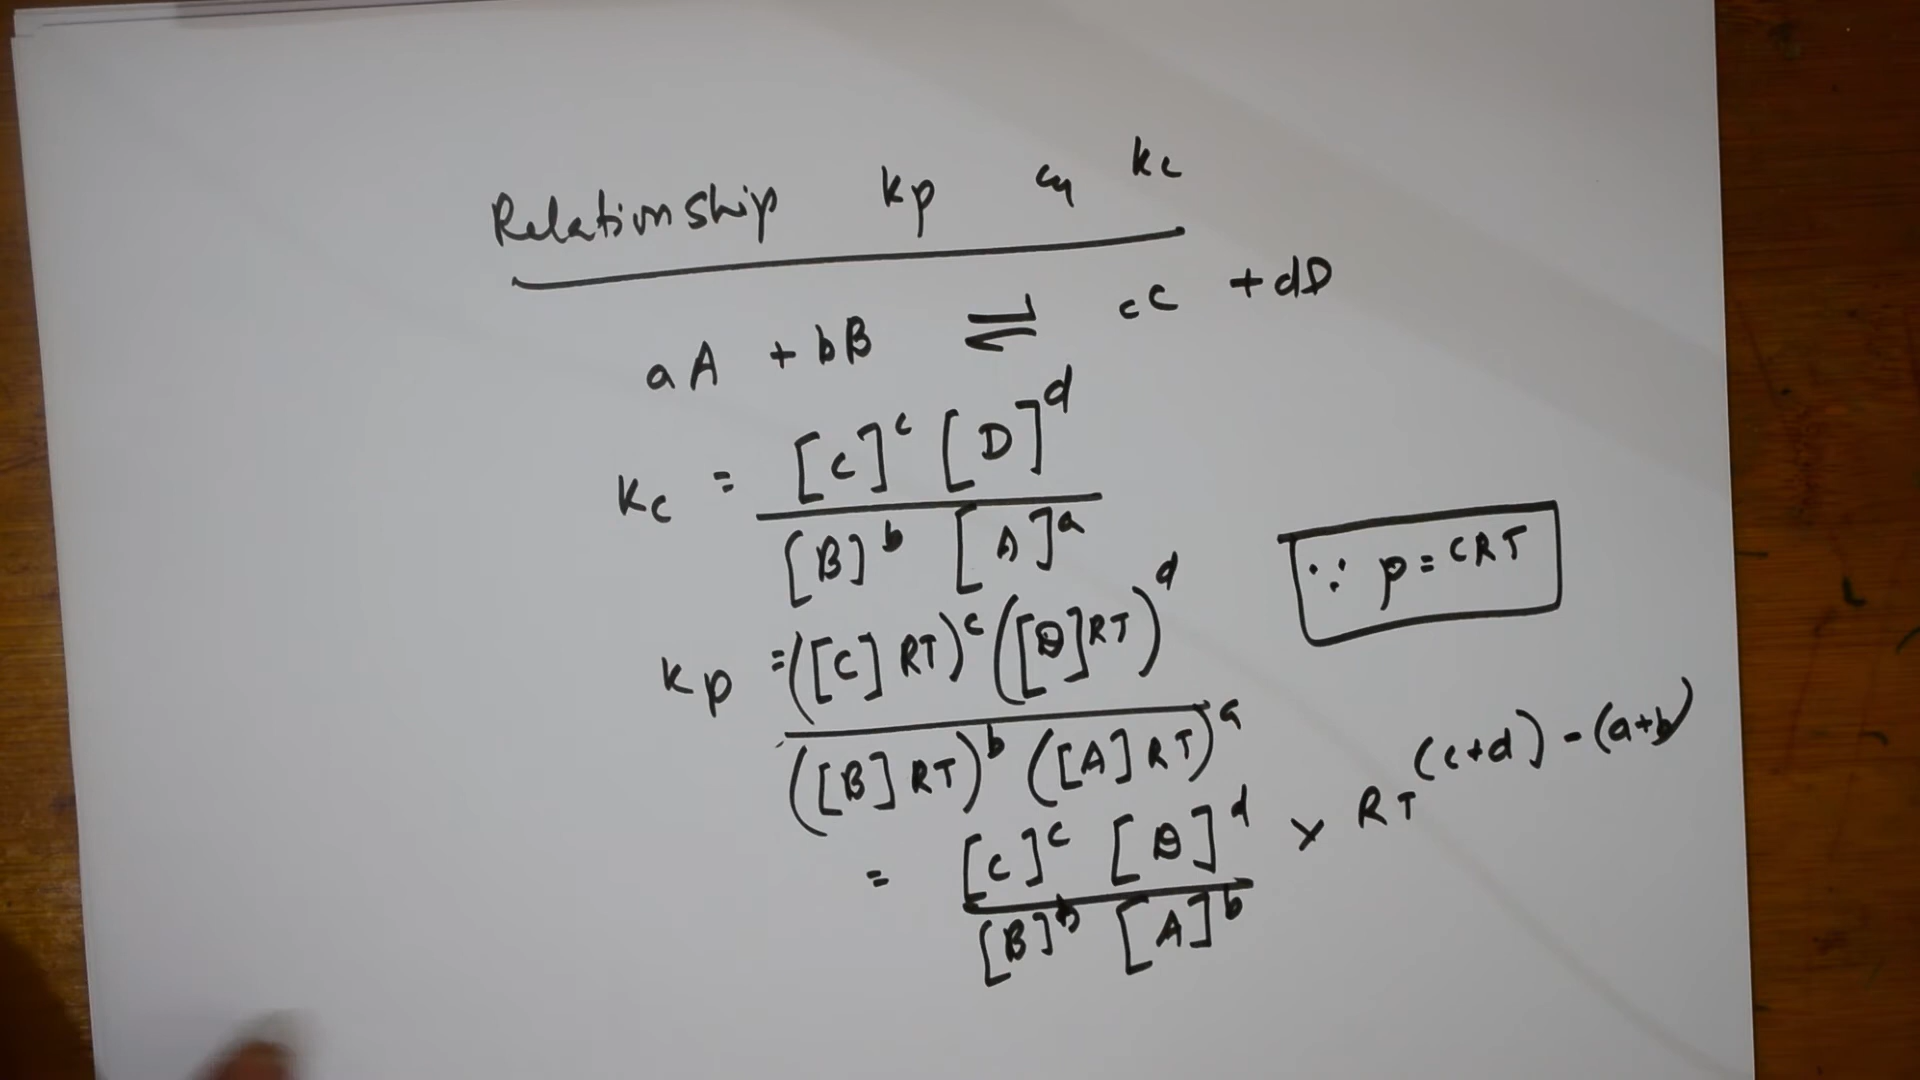 Relationship kp & kc
aA + bB ⇌ cC + dD
kc = [C]^c [D]^d / [B]^b [A]^a
∵ p = CRT
kp = ([C] RT)^c ([D] RT)^d / ([B] RT)^b ([A] RT)^a
= [C]^c [D]^d / [B]^b [A]^b × RT^(c+d)-(a+b)